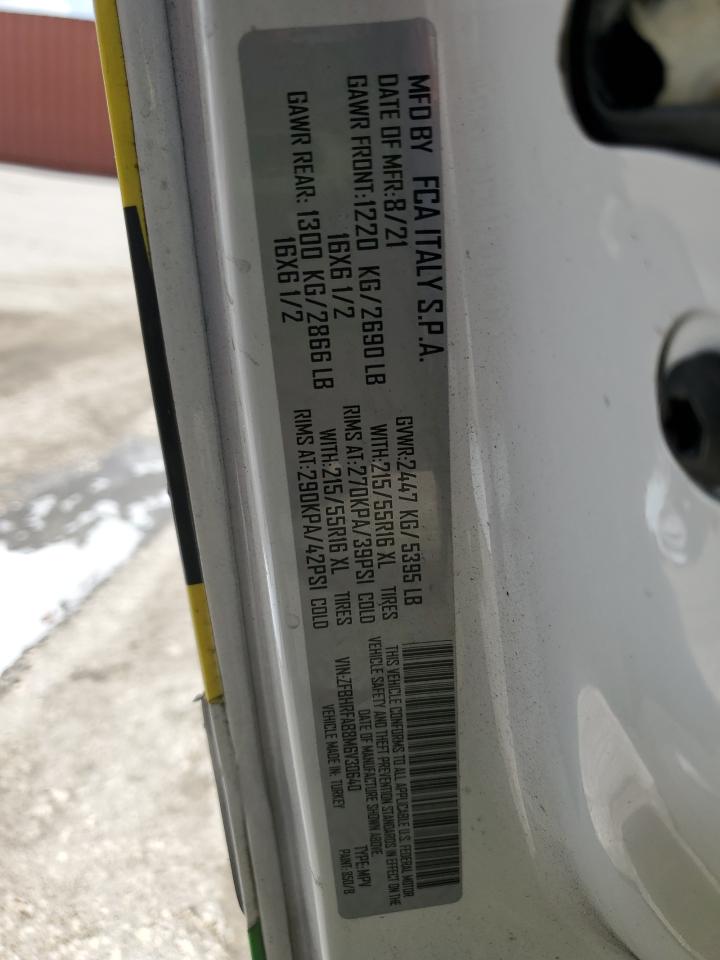 MFD BY FCA ITALY S.P.A.
DATE OF MFR:8/21 GVWR:2447 KG/5395 LB
GAWR FRONT:1220 KG/2690 LB WITH:215/55R16 XL TIRES
16X6 1/2 RIMS AT:270KPA/39PSI COLD
GAWR REAR: 1300 KG/2866 LB WITH:215/55R16 XL TIRES
16X6 1/2 RIMS AT:290KPA/42PSI COLD
THIS VEHICLE CONFORMS TO ALL APPLICABLE U.S. FEDERAL MOTOR
VEHICLE SAFETY AND THEFT PREVENTION STANDARDS IN EFFECT ON THE
DATE OF MANUFACTURE SHOWN ABOVE.
VIN:ZFBHRFAB8M6V30640 TYPE:MPV
VEHICLE MADE IN: TURKEY PAINT: 950/B